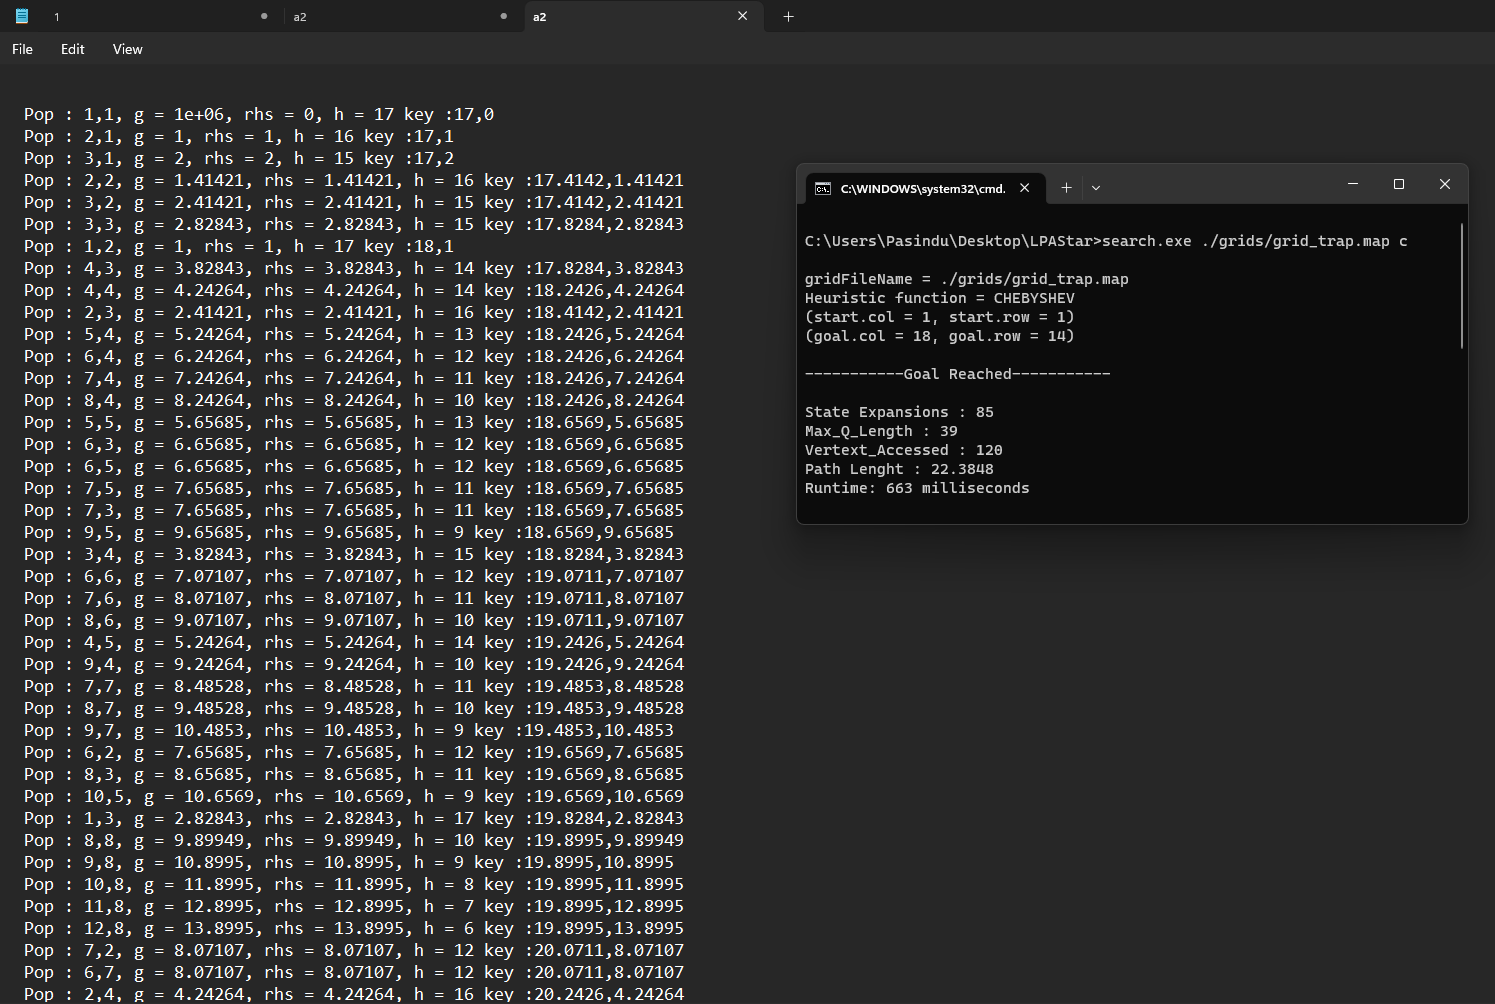 1
a2
a2
File Edit View
Pop : 1,1, g = 1e+06, rhs = 0, h = 17 key :17,0
Pop : 2,1, g = 1, rhs = 1, h = 16 key :17,1
Pop : 3,1, g = 2, rhs = 2, h = 15 key :17,2
Pop : 2,2, g = 1.41421, rhs = 1.41421, h = 16 key :17.4142,1.41421
Pop : 3,2, g = 2.41421, rhs = 2.41421, h = 15 key :17.4142,2.41421
Pop : 3,3, g = 2.82843, rhs = 2.82843, h = 15 key :17.8284,2.82843
Pop : 1,2, g = 1, rhs = 1, h = 17 key :18,1
Pop : 4,3, g = 3.82843, rhs = 3.82843, h = 14 key :17.8284,3.82843
Pop : 4,4, g = 4.24264, rhs = 4.24264, h = 14 key :18.2426,4.24264
Pop : 2,3, g = 2.41421, rhs = 2.41421, h = 16 key :18.4142,2.41421
Pop : 5,4, g = 5.24264, rhs = 5.24264, h = 13 key :18.2426,5.24264
Pop : 6,4, g = 6.24264, rhs = 6.24264, h = 12 key :18.2426,6.24264
Pop : 7,4, g = 7.24264, rhs = 7.24264, h = 11 key :18.2426,7.24264
Pop : 8,4, g = 8.24264, rhs = 8.24264, h = 10 key :18.2426,8.24264
Pop : 5,5, g = 5.65685, rhs = 5.65685, h = 13 key :18.6569,5.65685
Pop : 6,3, g = 6.65685, rhs = 6.65685, h = 12 key :18.6569,6.65685
Pop : 6,5, g = 6.65685, rhs = 6.65685, h = 12 key :18.6569,6.65685
Pop : 7,5, g = 7.65685, rhs = 7.65685, h = 11 key :18.6569,7.65685
Pop : 7,3, g = 7.65685, rhs = 7.65685, h = 11 key :18.6569,7.65685
Pop : 9,5, g = 9.65685, rhs = 9.65685, h = 9 key :18.6569,9.65685
Pop : 3,4, g = 3.82843, rhs = 3.82843, h = 15 key :18.8284,3.82843
Pop : 6,6, g = 7.07107, rhs = 7.07107, h = 12 key :19.0711,7.07107
Pop : 7,6, g = 8.07107, rhs = 8.07107, h = 11 key :19.0711,8.07107
Pop : 8,6, g = 9.07107, rhs = 9.07107, h = 10 key :19.0711,9.07107
Pop : 4,5, g = 5.24264, rhs = 5.24264, h = 14 key :19.2426,5.24264
Pop : 9,4, g = 9.24264, rhs = 9.24264, h = 10 key :19.2426,9.24264
Pop : 7,7, g = 8.48528, rhs = 8.48528, h = 11 key :19.4853,8.48528
Pop : 8,7, g = 9.48528, rhs = 9.48528, h = 10 key :19.4853,9.48528
Pop : 9,7, g = 10.4853, rhs = 10.4853, h = 9 key :19.4853,10.4853
Pop : 6,2, g = 7.65685, rhs = 7.65685, h = 12 key :19.6569,7.65685
Pop : 8,3, g = 8.65685, rhs = 8.65685, h = 11 key :19.6569,8.65685
Pop : 10,5, g = 10.6569, rhs = 10.6569, h = 9 key :19.6569,10.6569
Pop : 1,3, g = 2.82843, rhs = 2.82843, h = 17 key :19.8284,2.82843
Pop : 8,8, g = 9.89949, rhs = 9.89949, h = 10 key :19.8995,9.89949
Pop : 9,8, g = 10.8995, rhs = 10.8995, h = 9 key :19.8995,10.8995
Pop : 10,8, g = 11.8995, rhs = 11.8995, h = 8 key :19.8995,11.8995
Pop : 11,8, g = 12.8995, rhs = 12.8995, h = 7 key :19.8995,12.8995
Pop : 12,8, g = 13.8995, rhs = 13.8995, h = 6 key :19.8995,13.8995
Pop : 7,2, g = 8.07107, rhs = 8.07107, h = 12 key :20.0711,8.07107
Pop : 6,7, g = 8.07107, rhs = 8.07107, h = 12 key :20.0711,8.07107
Pop : 2,4, g = 4.24264, rhs = 4.24264, h = 16 key :20.2426,4.24264
C:\WINDOWS\system32\cmd.
C:\Users\Pasindu\Desktop\LPAStar>search.exe ./grids/grid_trap.map c
gridFileName = ./grids/grid_trap.map
Heuristic function = CHEBYSHEV
(start.col = 1, start.row = 1)
(goal.col = 18, goal.row = 14)
-----------Goal Reached-----------
State Expansions : 85
Max_Q_Length : 39
Vertext_Accessed : 120
Path Lenght : 22.3848
Runtime: 663 milliseconds